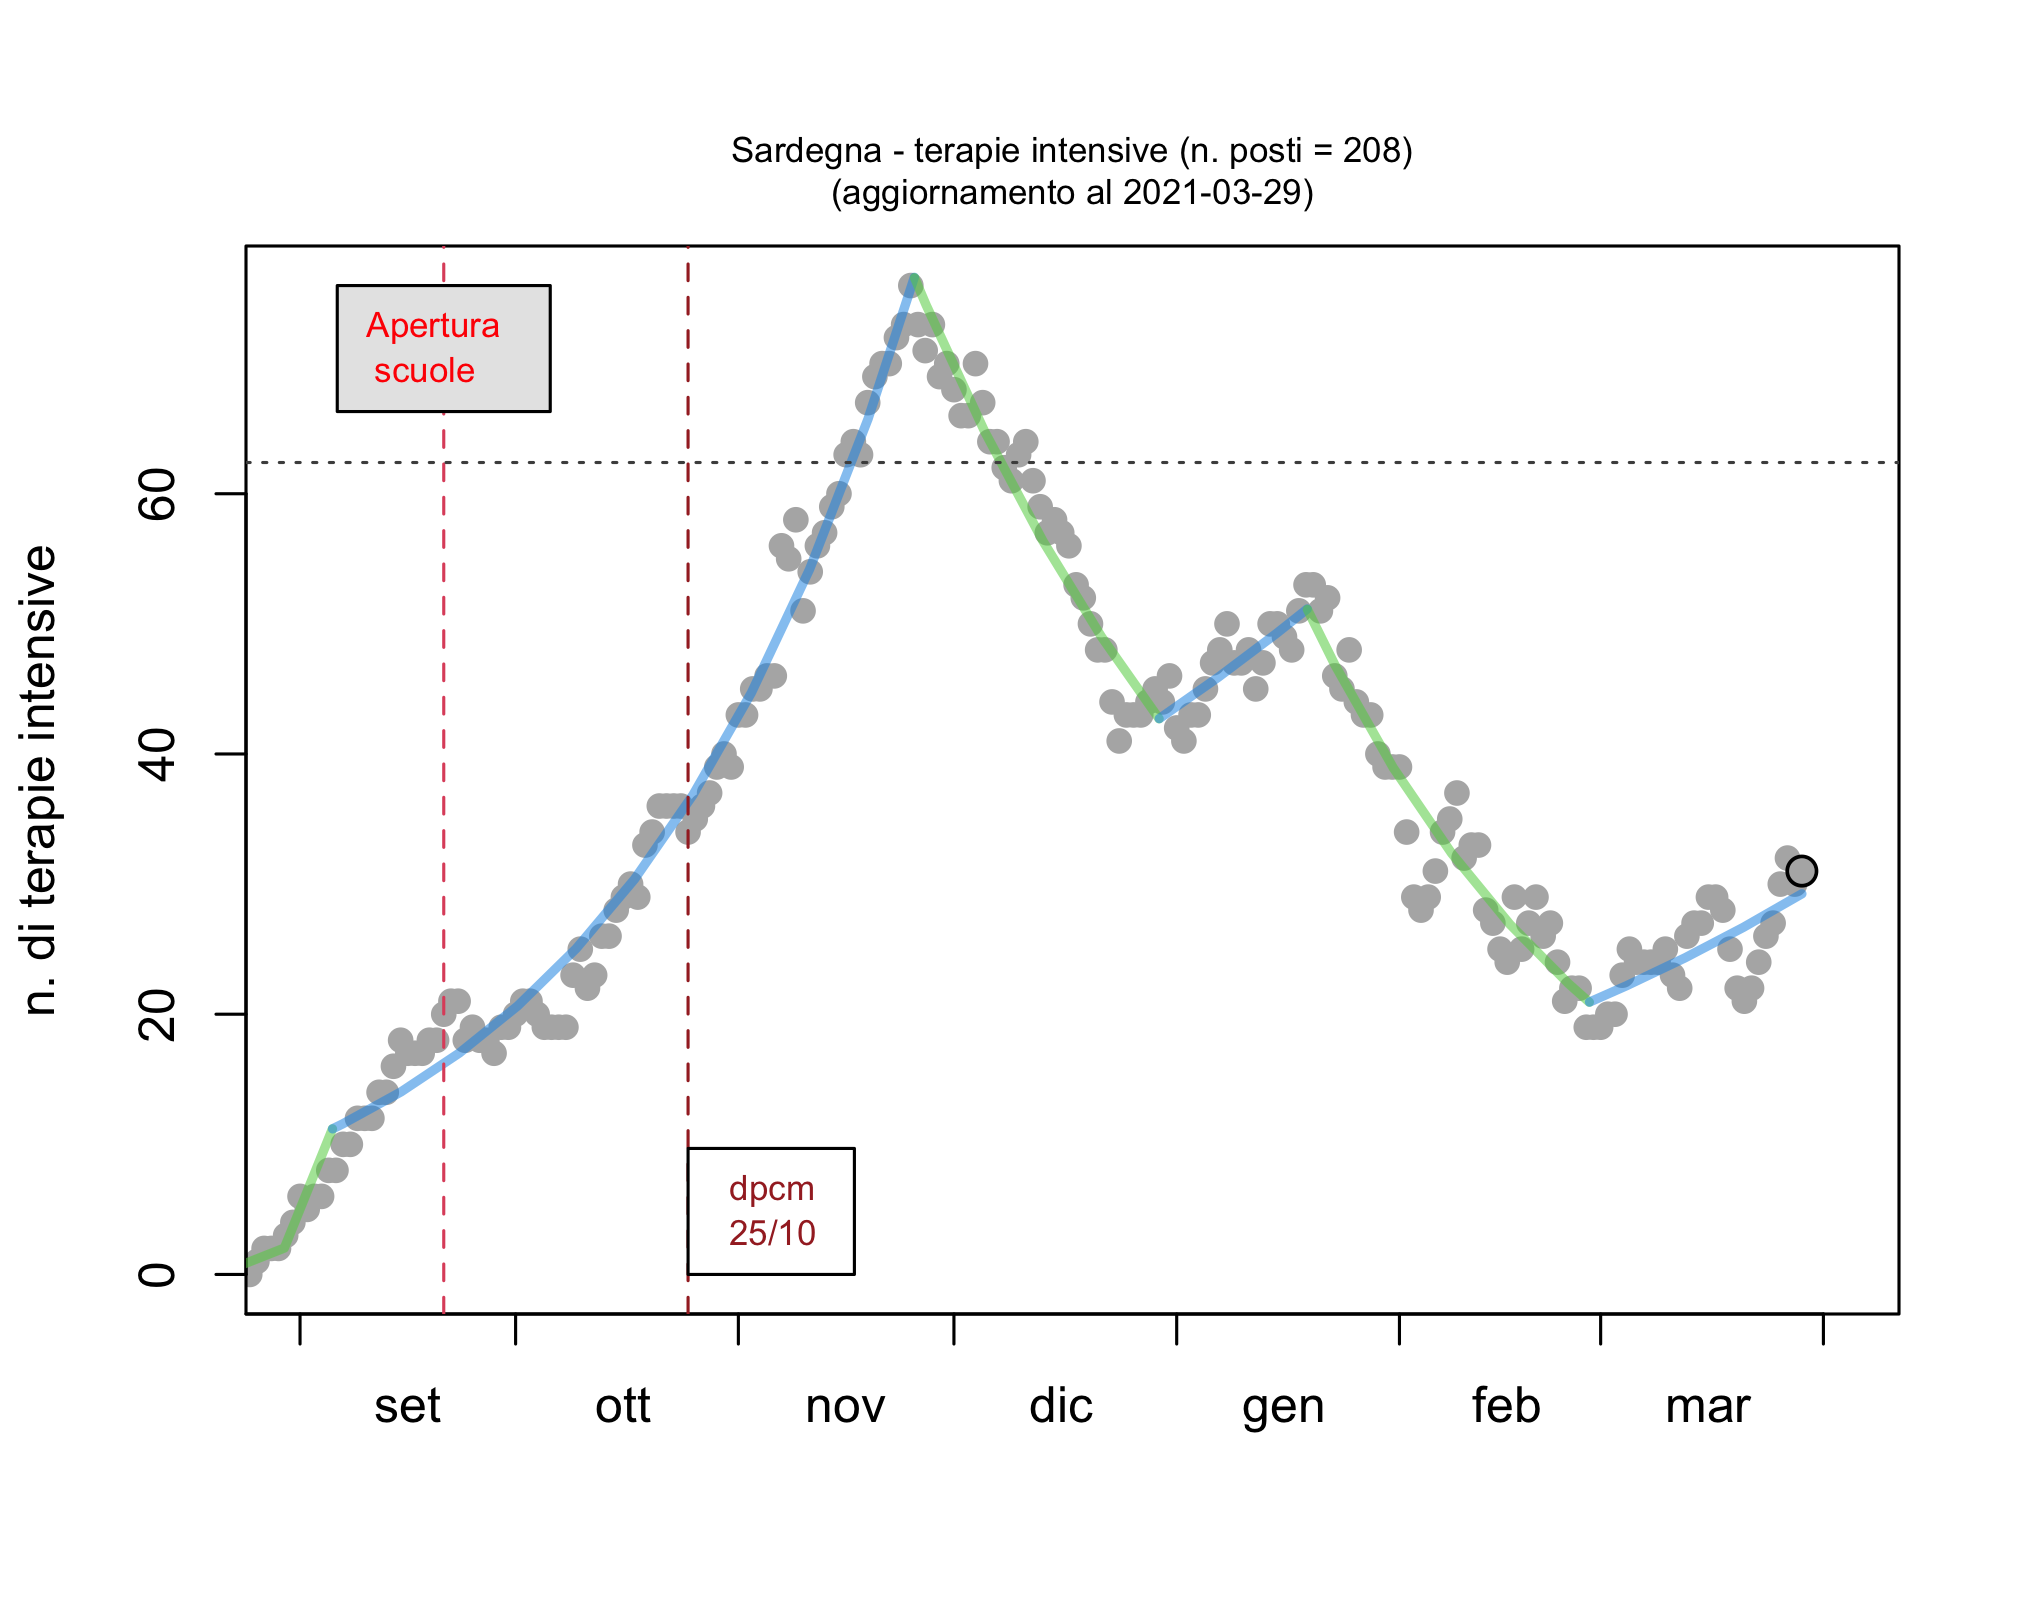 Sardegna - terapie intensive (n. posti = 208)
(aggiornamento al 2021-03-29)
Apertura
scuole
n. di terapie intensive
60
40
20
0
dpcm
25/10
set ott nov dic gen feb mar